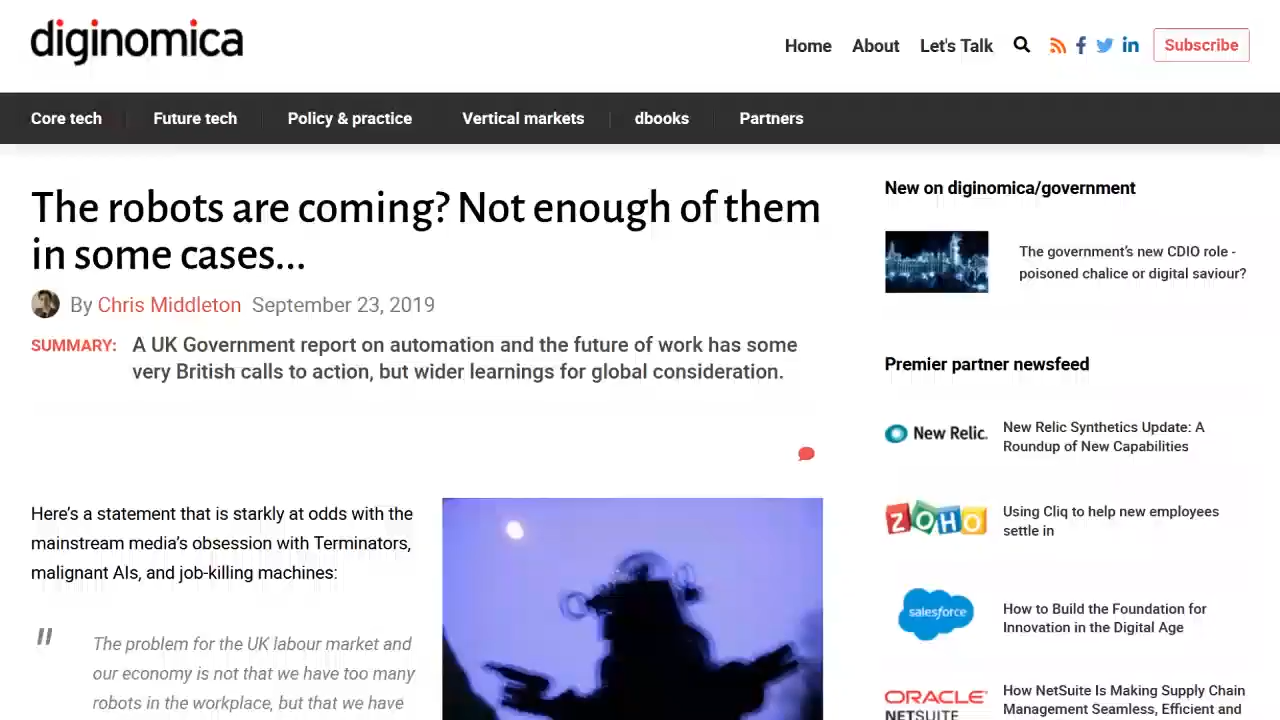 diginomica
Home About Let's Talk Subscribe
Core tech Future tech Policy & practice Vertical markets dbooks Partners
The robots are coming? Not enough of them
in some cases...
By Chris Middleton September 23, 2019
SUMMARY: A UK Government report on automation and the future of work has some
very British calls to action, but wider learnings for global consideration.
Here's a statement that is starkly at odds with the
mainstream media's obsession with Terminators,
malignant AIs, and job-killing machines:
" The problem for the UK labour market and
our economy is not that we have too many
robots in the workplace, but that we have
New on diginomica/government
The government's new CDIO role -
poisoned chalice or digital saviour?
Premier partner newsfeed
New Relic.
New Relic Synthetics Update: A
Roundup of New Capabilities
ZOHO
Using Cliq to help new employees
settle in
salesforce
How to Build the Foundation for
Innovation in the Digital Age
ORACLE
NETSUITE
How NetSuite Is Making Supply Chain
Management Seamless, Efficient and